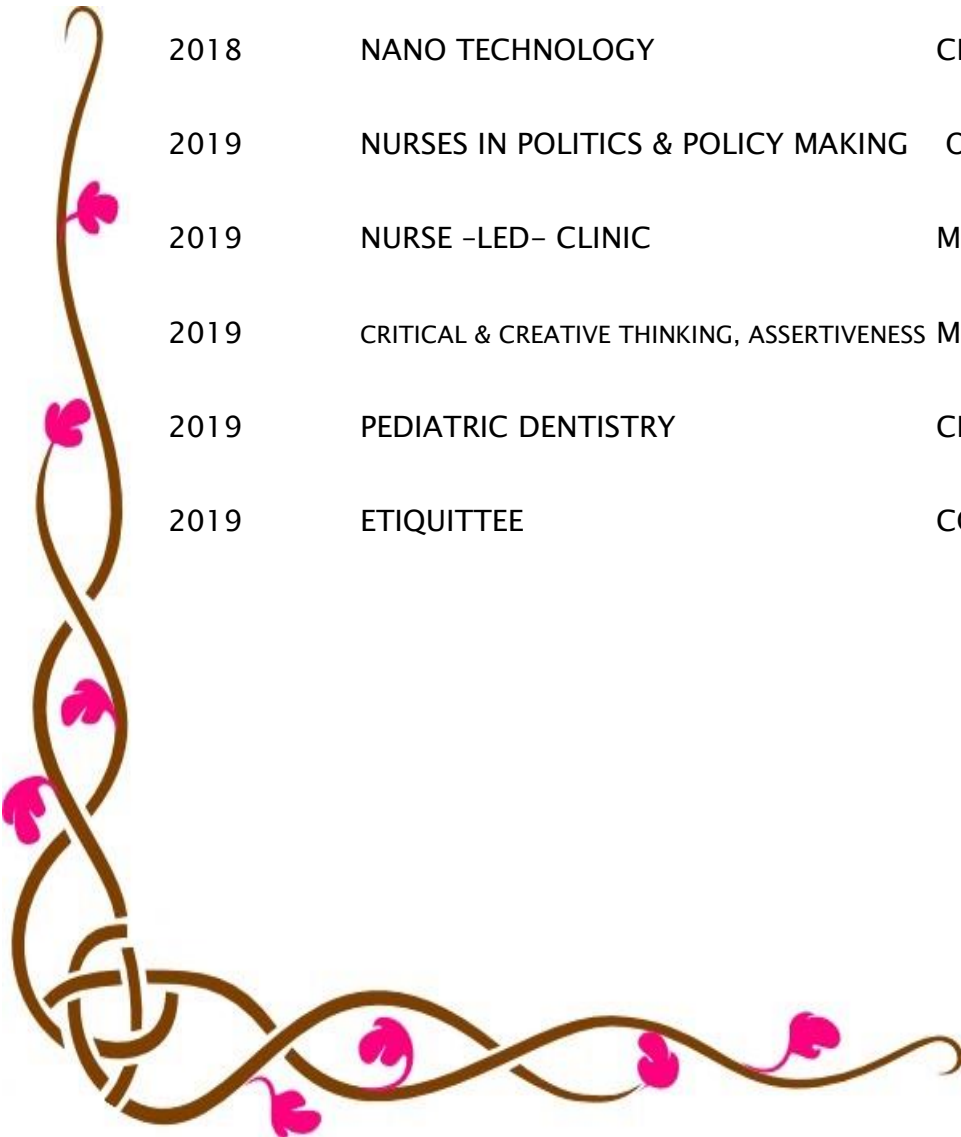 2018 NANO TECHNOLOGY
2019 NURSES IN POLITICS & POLICY MAKING
2019 NURSE –LED– CLINIC
2019 CRITICAL & CREATIVE THINKING, ASSERTIVENESS
2019 PEDIATRIC DENTISTRY
2019 ETIQUITTEE